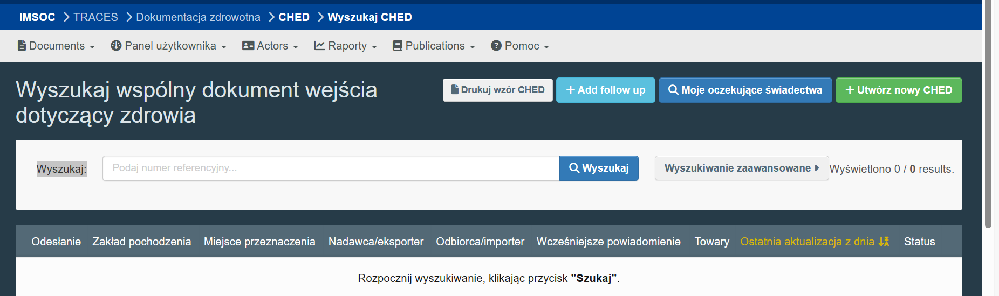 IMSOC TRACES Dokumentacja zdrowotna CHED Wyszukaj CHED
Documents Panel użytkownika Actors Raporty Publications Pomoc
Wyszukaj wspólny dokument wejścia
dotyczący zdrowia
Drukuj wzór CHED Add follow up Moje oczekujące świadectwa Utwórz nowy CHED
Wyszukaj: Podaj numer referencyjny... Wyszukaj Wyszukiwanie zaawansowane Wyświetlono 0 / 0 results.
Odesłanie Zakład pochodzenia Miejsce przeznaczenia Nadawca/eksporter Odbiorca/importer Wcześniejsze powiadomienie Towary Ostatnia aktualizacja z dnia Status
Rozpocznij wyszukiwanie, klikając przycisk ”Szukaj”.